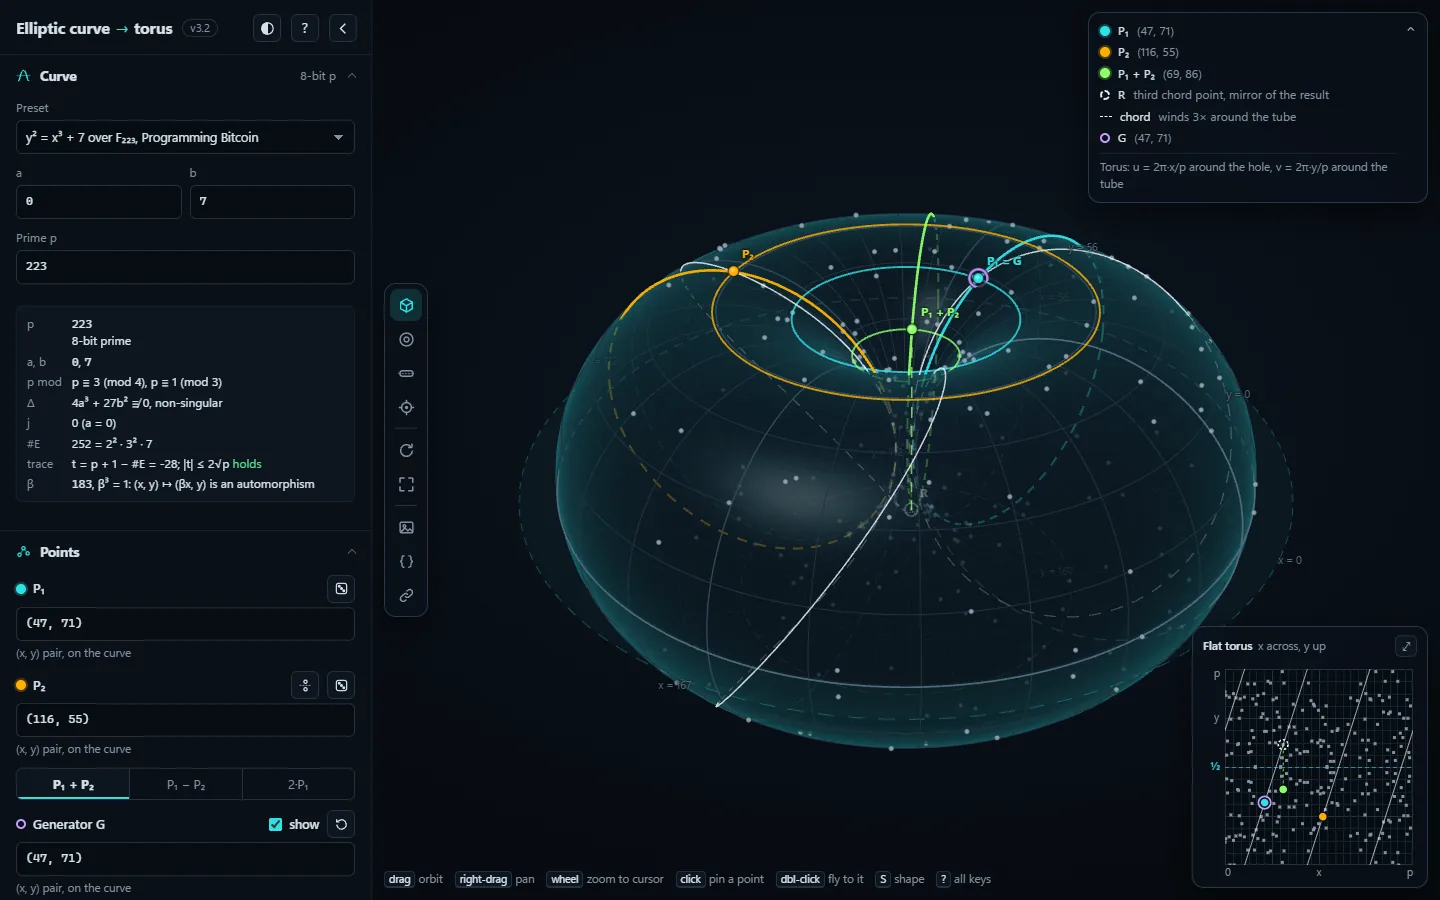 Elliptic curve → torus v3.2
?
Curve 8-bit p
Preset
y² = x³ + 7 over F₂₂₃, Programming Bitcoin
a b
0 7
Prime p
223
p 223
8-bit prime
a, b 0, 7
p mod p ≡ 3 (mod 4), p ≡ 1 (mod 3)
Δ 4a³ + 27b² ≢ 0, non-singular
j 0 (a = 0)
#E 252 = 2² · 3² · 7
trace t = p + 1 − #E = -28; |t| ≤ 2√p holds
β 183, β³ = 1: (x, y) ↦ (βx, y) is an automorphism
Points
P₁
(47, 71)
(x, y) pair, on the curve
P₂
(116, 55)
(x, y) pair, on the curve
P₁ + P₂ P₁ − P₂ 2·P₁
Generator G show
(47, 71)
(x, y) pair, on the curve
P₁ (47, 71)
P₂ (116, 55)
P₁ + P₂ (69, 86)
R third chord point, mirror of the result
chord winds 3× around the tube
G (47, 71)
Torus: u = 2π·x/p around the hole, v = 2π·y/p around the
tube
P₂
P₁ = G
P₁ + P₂
R
y = 0
x = 0
x = 167
Flat torus x across, y up
p
y
½
0 x p
drag orbit right-drag pan wheel zoom to cursor click pin a point dbl-click fly to it S shape ? all keys